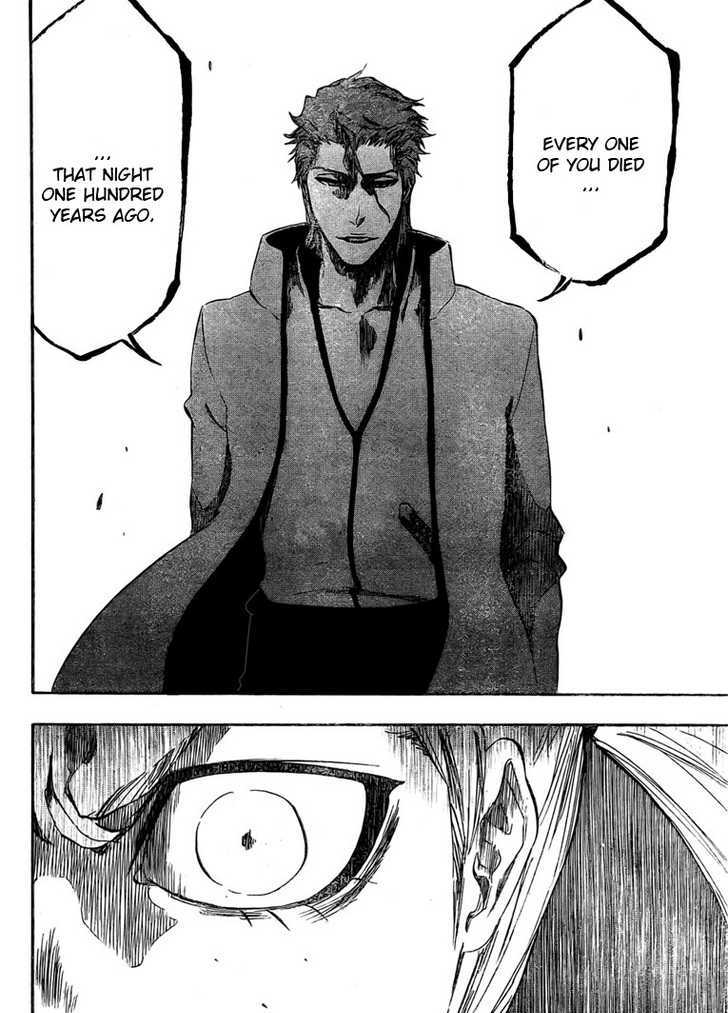 EVERY ONE
OF YOU DIED
...
...
THAT NIGHT
ONE HUNDRED
YEARS AGO.